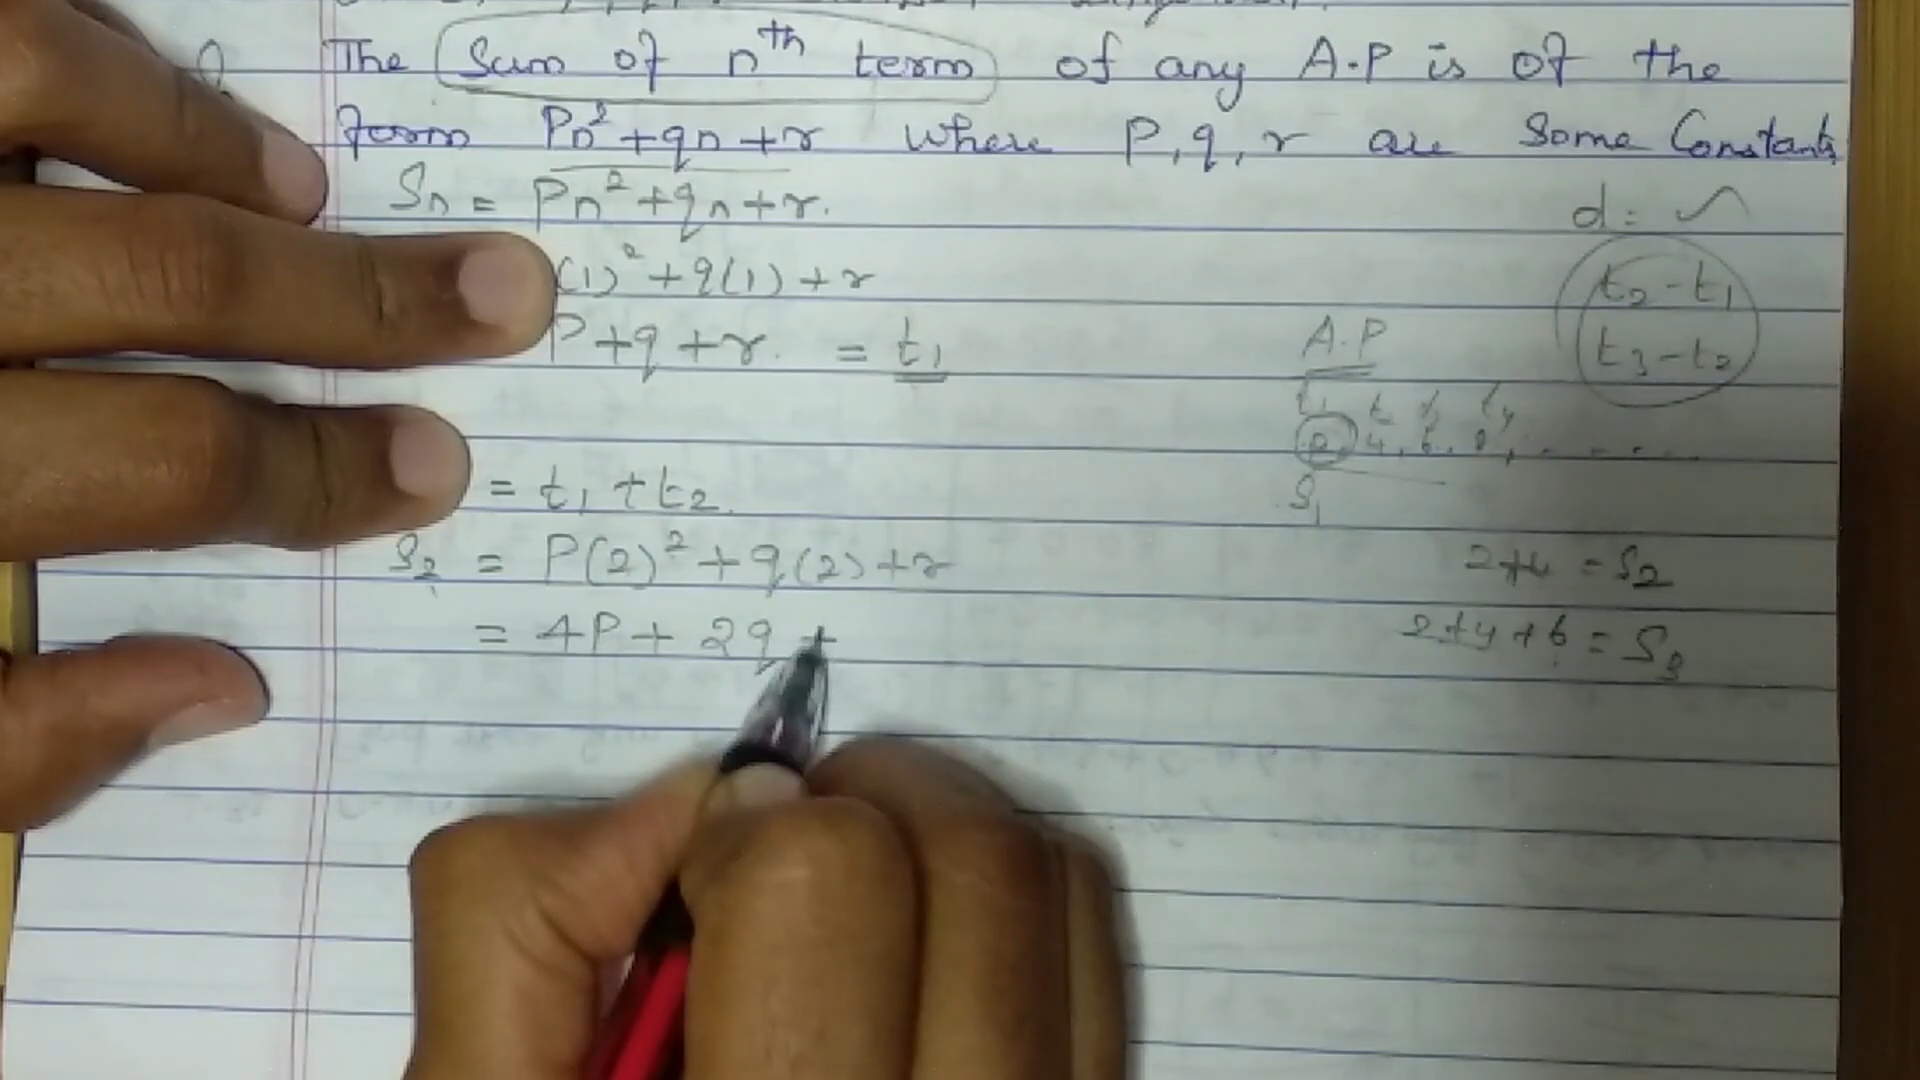 The Sum of nth term of any A.P is of the
form Pn²+qn+r where P,q,r are Some Constants
Sn = Pn²+qn+r.
d =
(1)²+q(1)+r
t2-t1
P+q+r. = t1
A.P
t3-t2
t1 t t3 t4
2, 4, 6, 8, - - - - -
= t1+t2.
S1
S2 = P(2)²+q(2)+r
2+4 = S2
= 4P+2q+
2+4+6 = S3